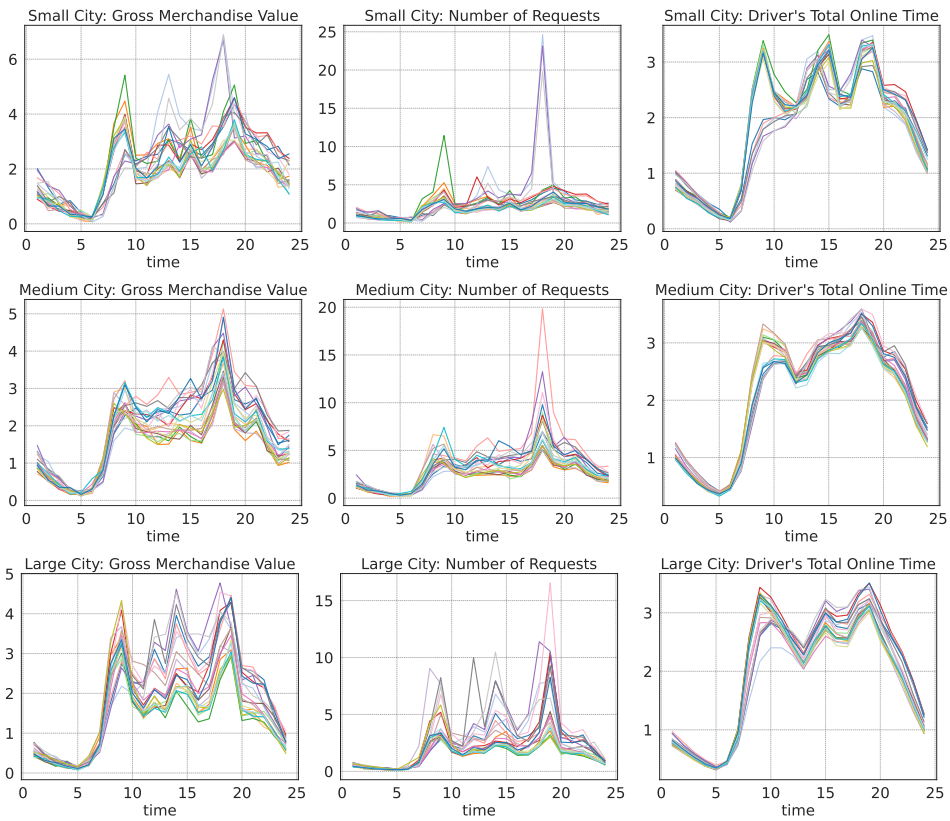 Small City: Gross Merchandise Value
Small City: Number of Requests
Small City: Driver's Total Online Time
6
4
2
0
0 5 10 15 20 25
time
25
20
15
10
5
0
0 5 10 15 20 25
time
3
2
1
0
0 5 10 15 20 25
time
Medium City: Gross Merchandise Value
Medium City: Number of Requests
Medium City: Driver's Total Online Time
5
4
3
2
1
0
0 5 10 15 20 25
time
20
15
10
5
0
0 5 10 15 20 25
time
3
2
1
0 5 10 15 20 25
time
Large City: Gross Merchandise Value
Large City: Number of Requests
Large City: Driver's Total Online Time
5
4
3
2
1
0
0 5 10 15 20 25
time
15
10
5
0
0 5 10 15 20 25
time
3
2
1
0 5 10 15 20 25
time